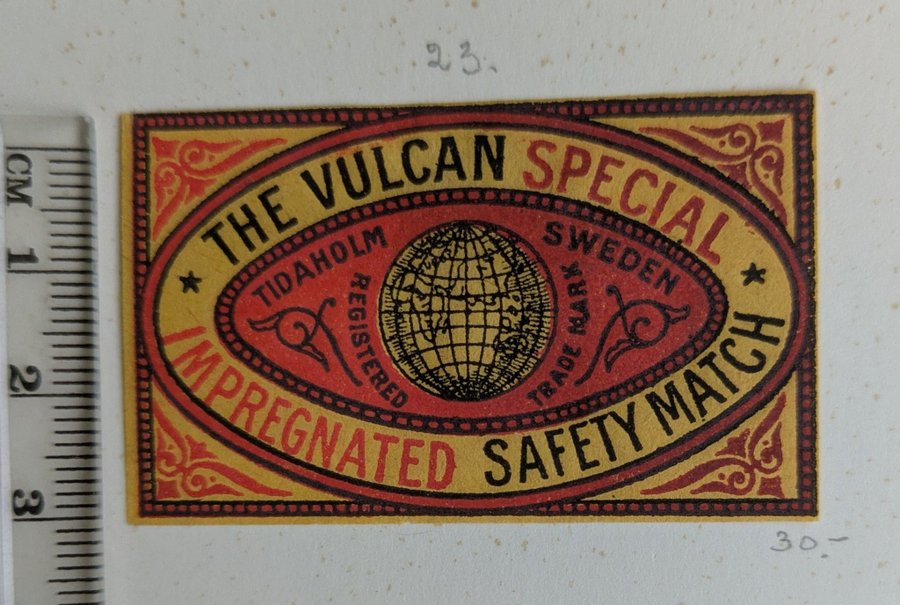 23.
CM
1
2
3
THE VULCAN SPECIAL
TIDAHOLM SWEDEN
REGISTERED TRADE MARK
IMPREGNATED SAFETY MATCH
30.-